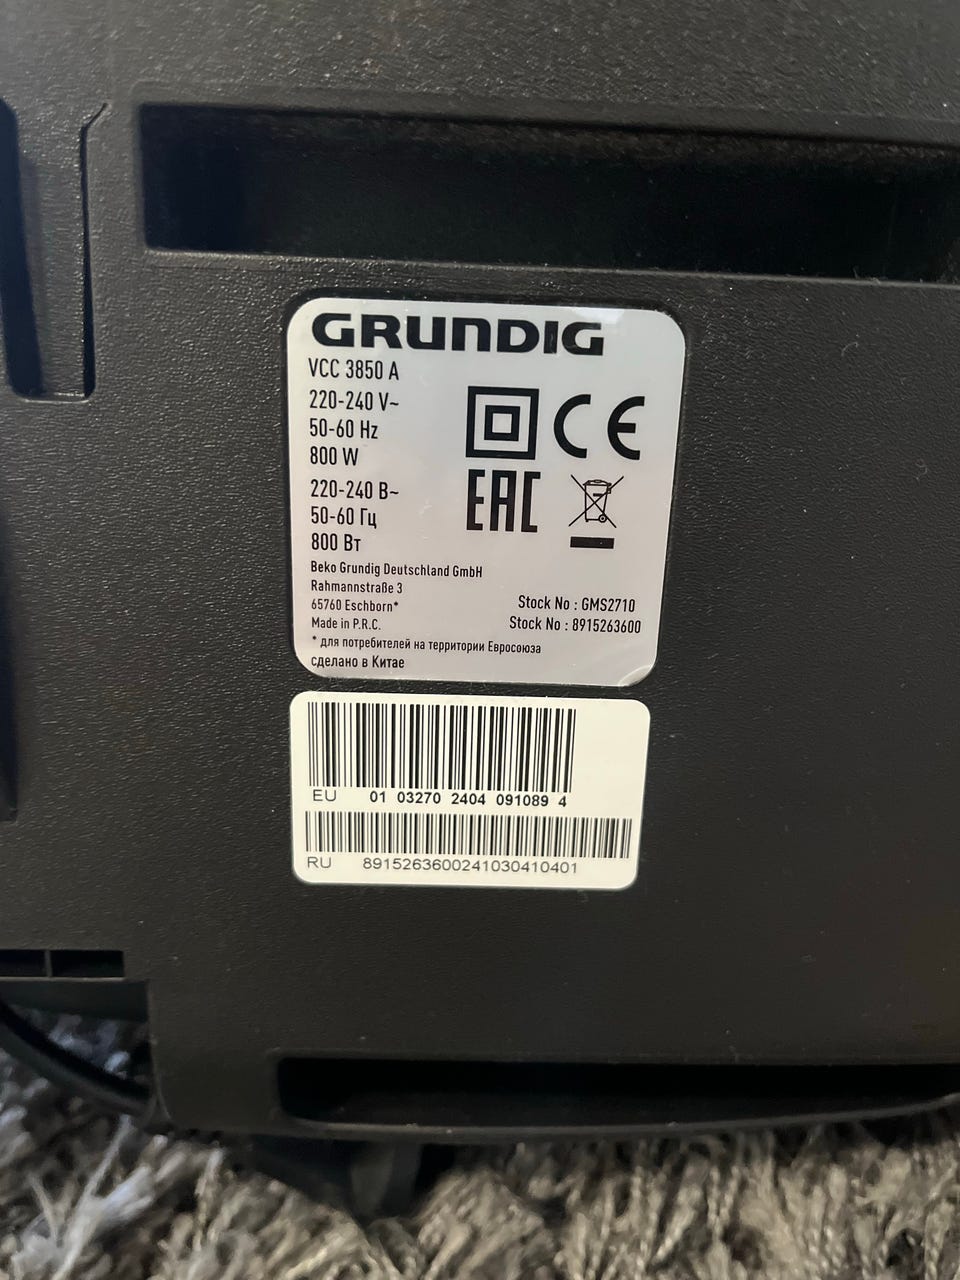 GRUNDIG
VCC 3850 A
220-240 V~
50-60 Hz
800 W
CE
220-240 В~
50-60 Гц
800 Вт
EAC
Beko Grundig Deutschland GmbH
Rahmannstraße 3
65760 Eschborn*
Made in P.R.C.
Stock No : GMS2710
Stock No : 8915263600
* для потребителей на территории Евросоюза
сделано в Китае
EU 01 03270 2404 091089 4
RU 8915263600241030410401